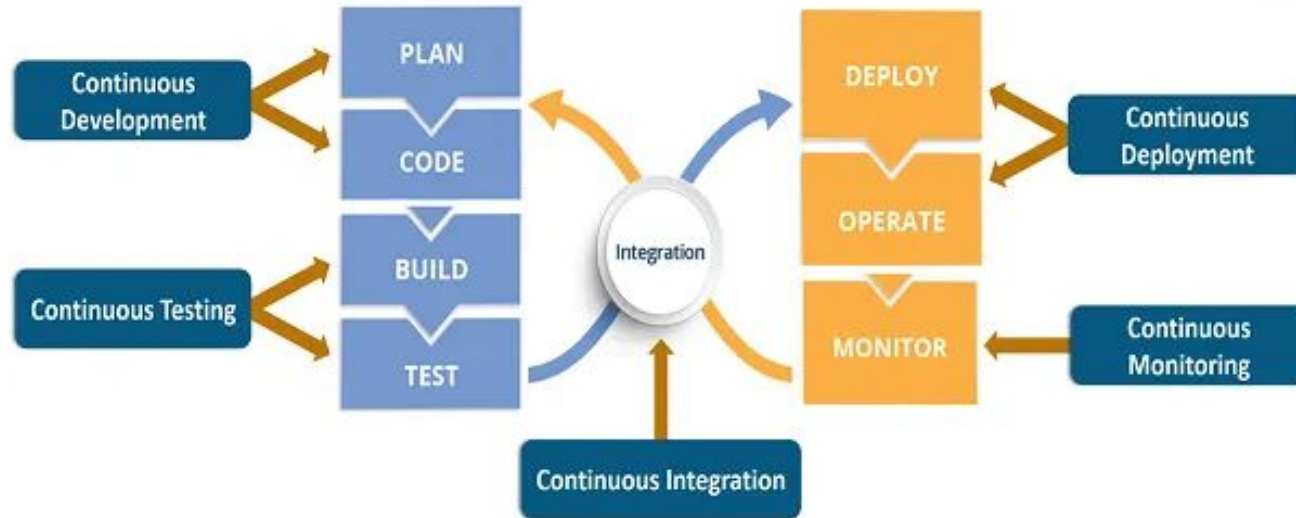 Continuous
Development
Continuous Testing
PLAN
CODE
BUILD
TEST
Integration
Continuous Integration
DEPLOY
OPERATE
MONITOR
Continuous
Deployment
Continuous
Monitoring